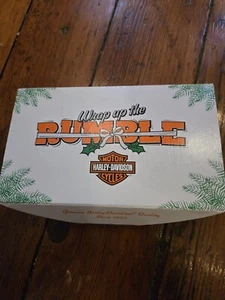 Wrap up the
RUMBLE
MOTOR
HARLEY-DAVIDSON
CYCLES